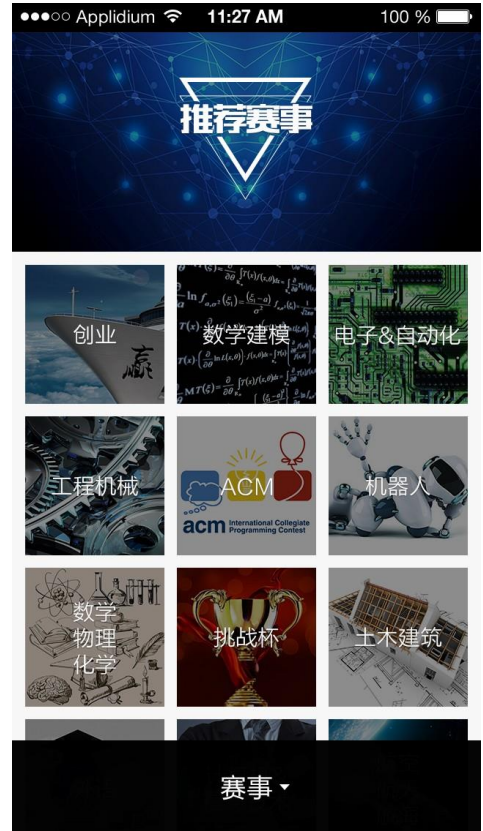 Applidium 11:27 AM 100 %
推荐赛事
创业
赢
数学建模
电子&自动化
工程机械
ACM
acm International Collegiate
Programming Contest
机器人
数学
物理
化学
挑战杯
土木建筑
赛事